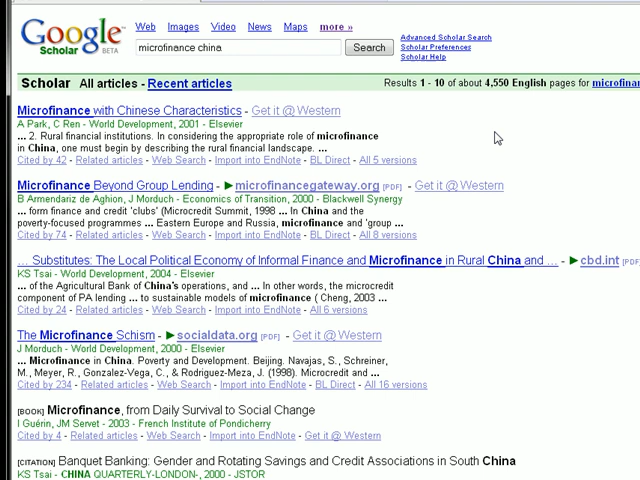 Google
Scholar BETA
Web Images Video News Maps more »
microfinance china
Search
Advanced Scholar Search
Scholar Preferences
Scholar Help
Scholar All articles - Recent articles
Results 1 - 10 of about 4,550 English pages for
Microfinance with Chinese Characteristics - Get it @ Western
A Park, C Ren - World Development, 2001 - Elsevier
... 2. Rural financial institutions. In considering the appropriate role of microfinance
in China, one must begin by describing the rural financial landscape. ...
Cited by 42 - Related articles - Web Search - Import into EndNote - BL Direct - All 5 versions
Microfinance Beyond Group Lending - ►microfinancegateway.org [PDF] - Get it @ Western
B Armendariz de Aghion, J Morduch - Economics of Transition, 2000 - Blackwell Synergy
... form finance and credit 'clubs' (Microcredit Summit, 1998 ... In China and the
poverty-focused programmes ... Eastern Europe and Russia, microfinance and 'group ...
Cited by 74 - Related articles - Web Search - Import into EndNote - BL Direct - All 8 versions
... Substitutes: The Local Political Economy of Informal Finance and Microfinance in Rural China and ... - ►cbd.int [PDF]
KS Tsai - World Development, 2004 - Elsevier
... of the Agricultural Bank of China's operations, and ... In other words, the microcredit
component of PA lending ... to sustainable models of microfinance ( Cheng, 2003 ...
Cited by 24 - Related articles - Web Search - Import into EndNote - All 6 versions
The Microfinance Schism - ►socialdata.org [PDF] - Get it @ Western
J Morduch - World Development, 2000 - Elsevier
... Microfinance in China. Poverty and Development. Beijing. Navajas, S., Schreiner,
M., Meyer, R., Gonzalez-Vega, C., & Rodriguez-Meza, J. (1998). Microcredit and ...
Cited by 234 - Related articles - Web Search - Import into EndNote - BL Direct - All 16 versions
[BOOK] Microfinance, from Daily Survival to Social Change
I Guérin, JM Servet - 2003 - French Institute of Pondicherry
Cited by 4 - Related articles - Web Search - Import into EndNote - Get it @ Western
[CITATION] Banquet Banking: Gender and Rotating Savings and Credit Associations in South China
KS Tsai - CHINA QUARTERLY-LONDON-, 2000 - JSTOR